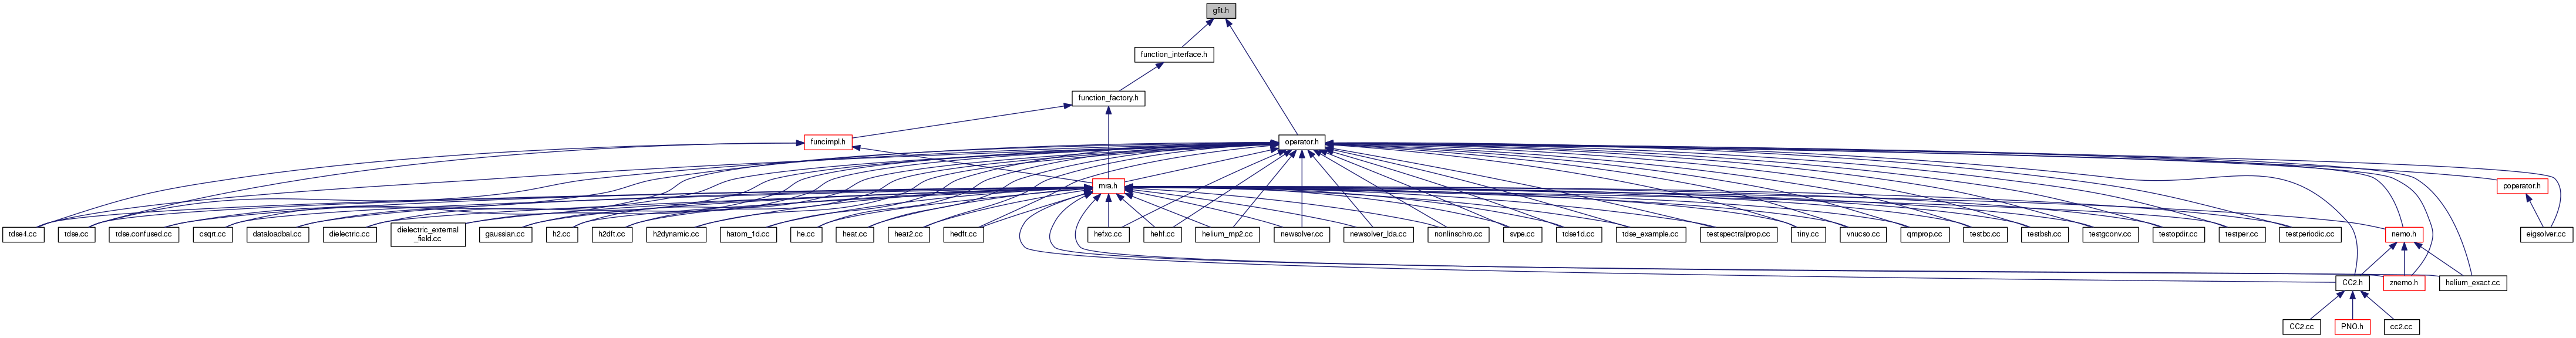 gfit.h
function_interface.h
function_factory.h
funcimpl.h
operator.h
mra.h
poperator.h
tdse4.cc
tdse.cc
tdse.confused.cc
csqrt.cc
dataloadbal.cc
dielectric.cc
dielectric_external
_field.cc
gaussian.cc
h2.cc
h2dft.cc
h2dynamic.cc
hatom_1d.cc
he.cc
heat.cc
heat2.cc
hedft.cc
hefxc.cc
hehf.cc
helium_mp2.cc
newsolver.cc
newsolver_lda.cc
nonlinschro.cc
svpe.cc
tdse1d.cc
tdse_example.cc
testspectralprop.cc
tiny.cc
vnucso.cc
qmprop.cc
testbc.cc
testbsh.cc
testgconv.cc
testopdir.cc
testper.cc
testperiodic.cc
nemo.h
eigsolver.cc
CC2.h
znemo.h
helium_exact.cc
CC2.cc
PNO.h
cc2.cc